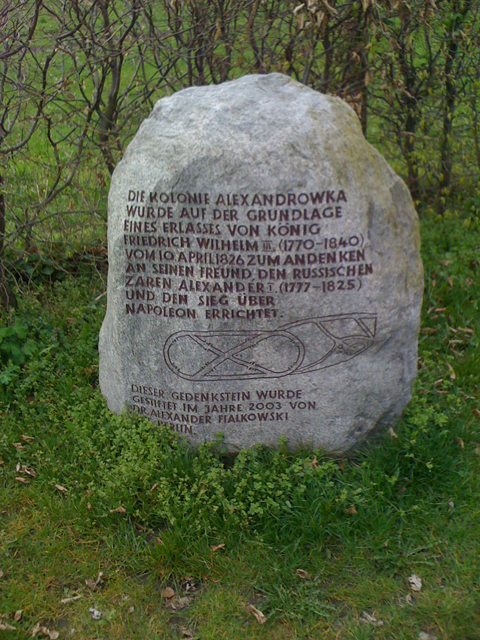 DIE KOLONIE ALEXANDROWKA
WURDE AUF DER GRUNDLAGE
EINES ERLASSES VON KÖNIG
FRIEDRICH WILHELM III. (1770-1840)
VOM 10. APRIL 1826 ZUM ANDENKEN
AN SEINEN FREUND DEN RUSSISCHEN
ZAREN ALEXANDER I. (1777-1825)
UND DEN SIEG ÜBER
NAPOLEON ERRICHTET.
DIESER GEDENKSTEIN WURDE
GESTIFTET IM JAHRE 2003 VON
DR. ALEXANDER FIALKOWSKI
BERLIN.